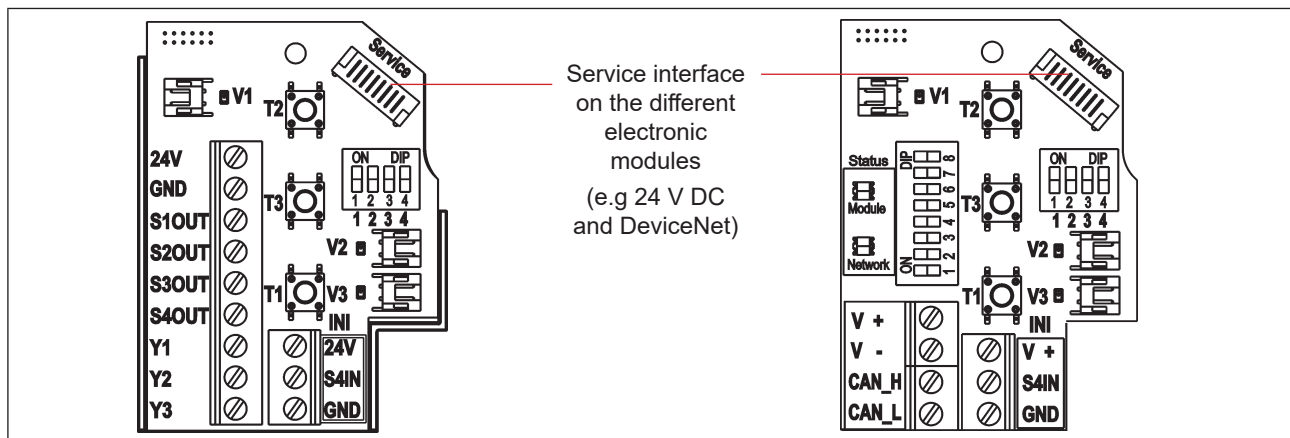 Service
V1
T2
24V
GND
S1OUT
S2OUT
S3OUT
S4OUT
Y1
Y2
Y3
T3
ON DIP
1 2 3 4
1 2 3 4
V2
T1
V3
INI
24V
S4IN
GND
Service interface
on the different
electronic
modules
(e.g 24 V DC
and DeviceNet)
Service
V1
T2
Status
Module
Network
DIP
ON
1 2 3 4 5 6 7 8
T3
ON DIP
1 2 3 4
1 2 3 4
V2
T1
V3
INI
V +
V -
CAN_H
CAN_L
V +
S4IN
GND